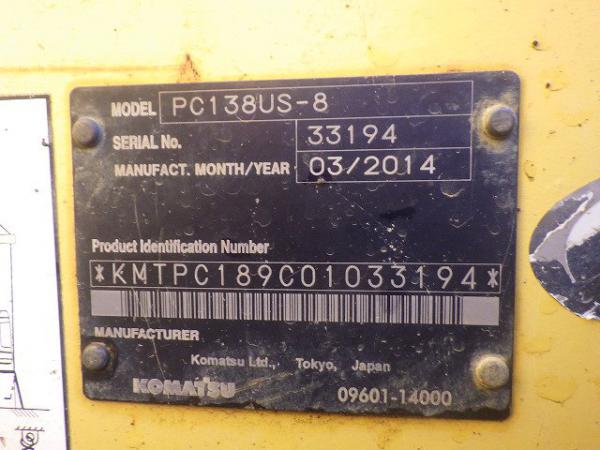 MODEL PC138US-8
SERIAL No. 33194
MANUFACT. MONTH/YEAR 03/2014
Product Identification Number
*KMTPC189C01033194*
MANUFACTURER
Komatsu Ltd., Tokyo, Japan
KOMATSU 09601-14000